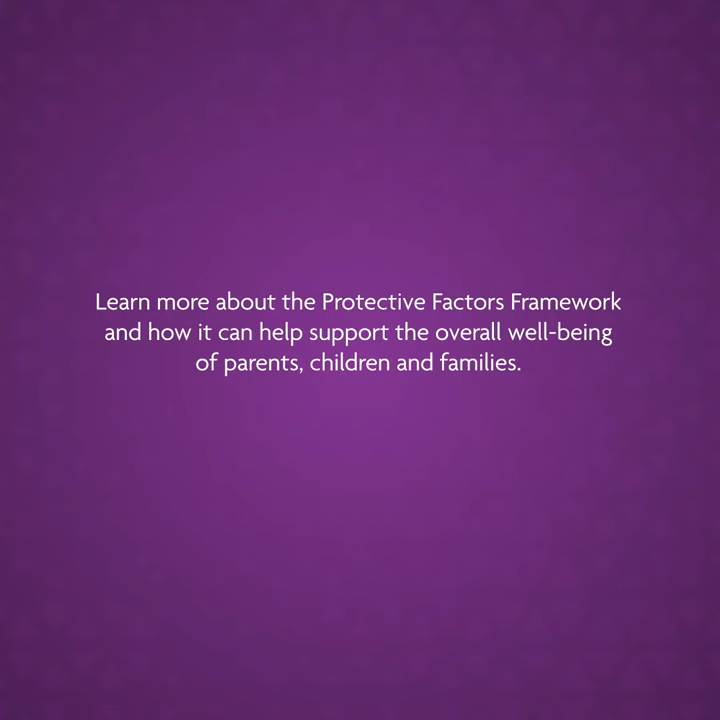 Learn more about the Protective Factors Framework
and how it can help support the overall well-being
of parents, children and families.